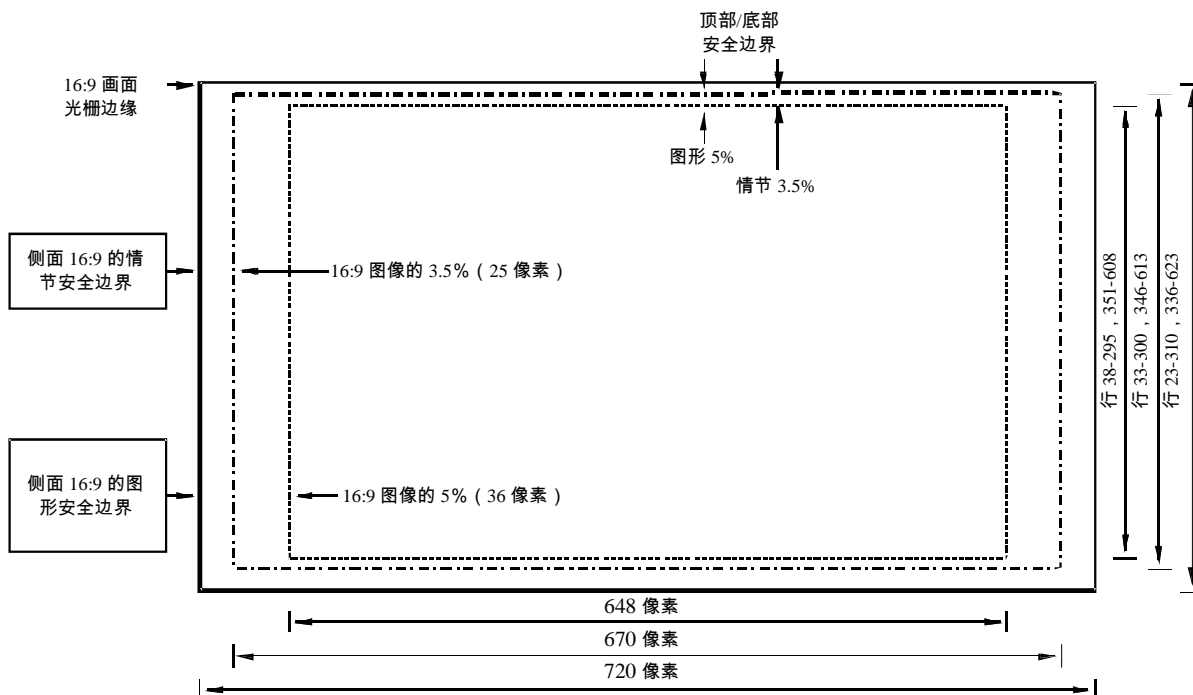 顶部/底部
安全边界
16:9 画面
光栅边缘
图形 5%
情节 3.5%
侧面 16:9 的情
节安全边界
16:9 图像的 3.5%（25 像素）
行 38-295，351-608
行 33-300，346-613
行 23-310，336-623
侧面 16:9 的图
形安全边界
16:9 图像的 5%（36 像素）
648 像素
670 像素
720 像素